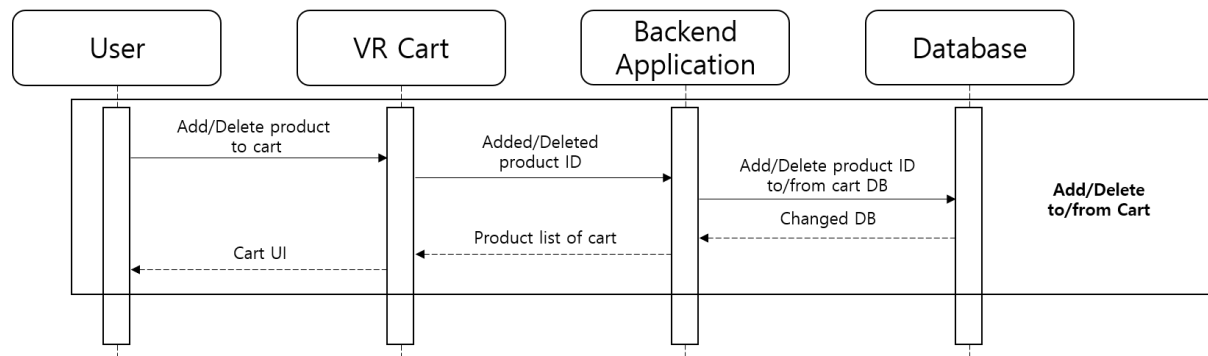 User
VR Cart
Backend
Application
Database
Add/Delete product
to cart
Added/Deleted
product ID
Add/Delete product ID
to/from cart DB
Changed DB
Product list of cart
Cart UI
Add/Delete
to/from Cart